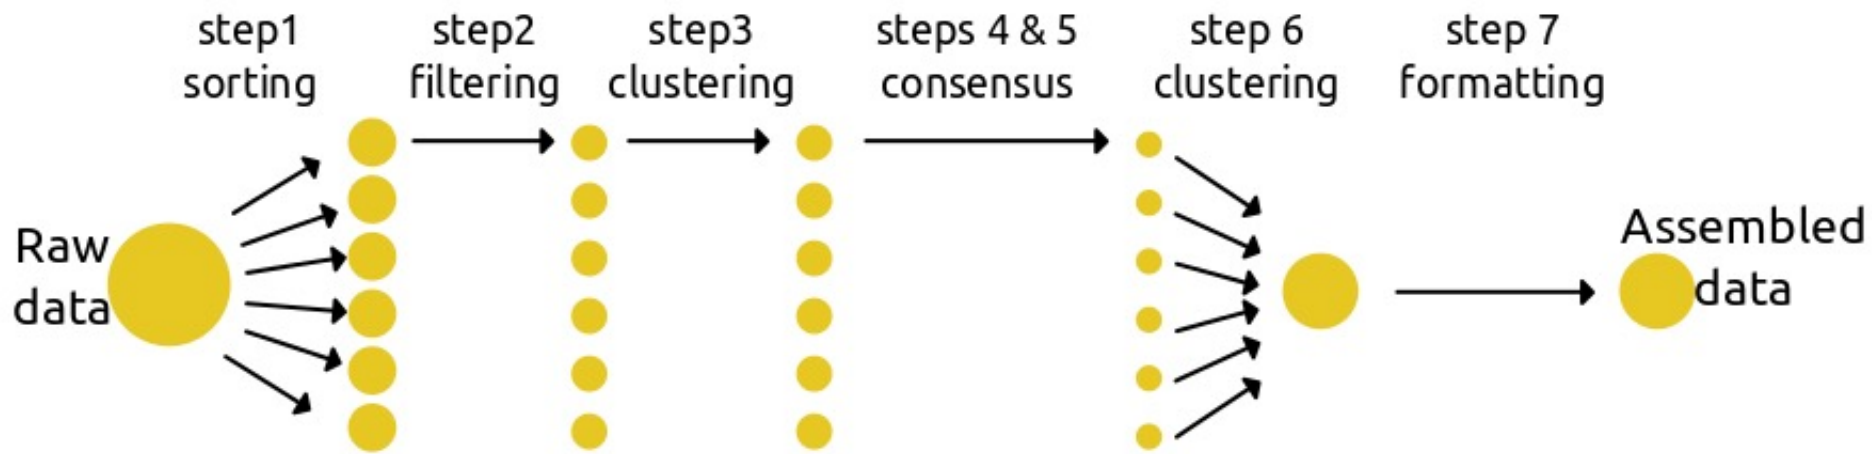 step1
sorting
step2
filtering
step3
clustering
steps 4 & 5
consensus
step 6
clustering
step 7
formatting
Raw
data
Assembled
data